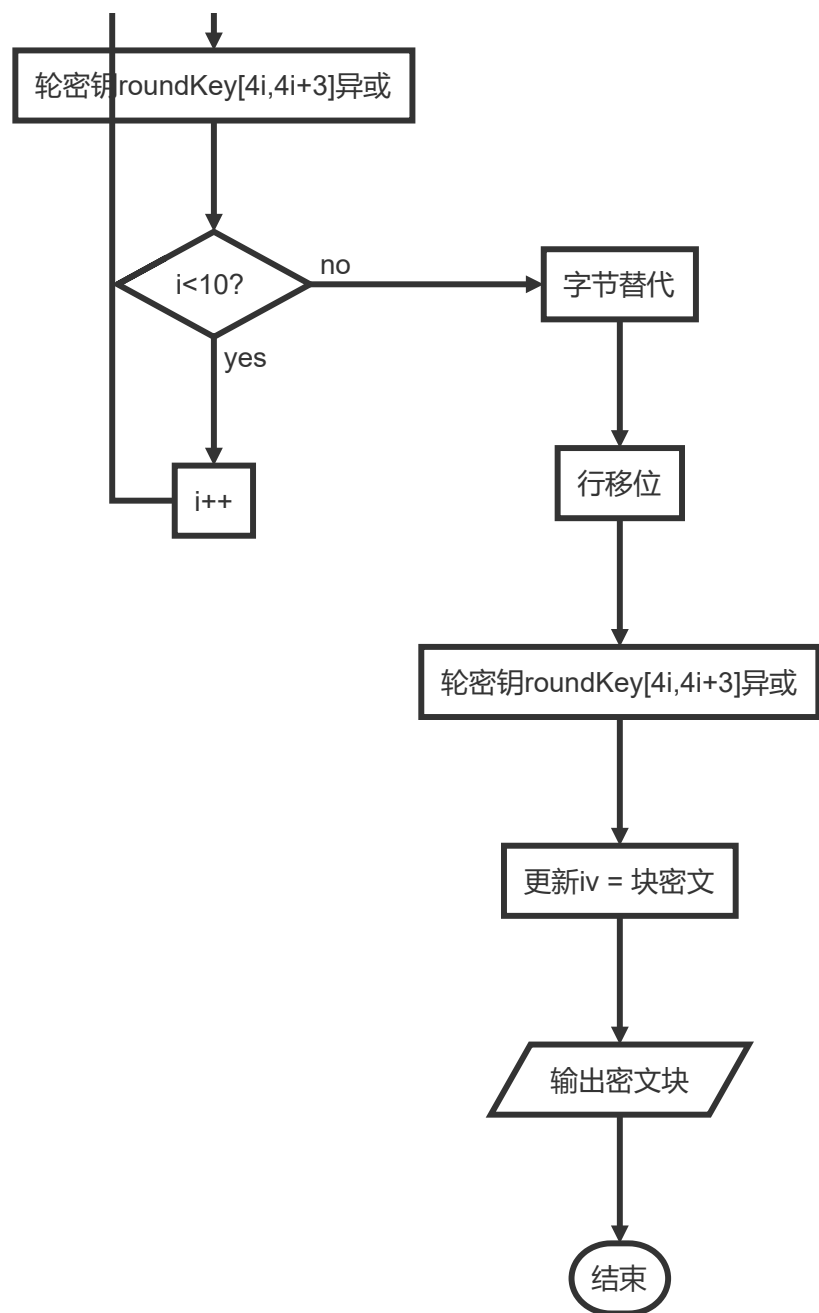 轮密钥roundKey[4i,4i+3]异或
i<10?
no
yes
i++
字节替代
行移位
轮密钥roundKey[4i,4i+3]异或
更新iv = 块密文
输出密文块
结束